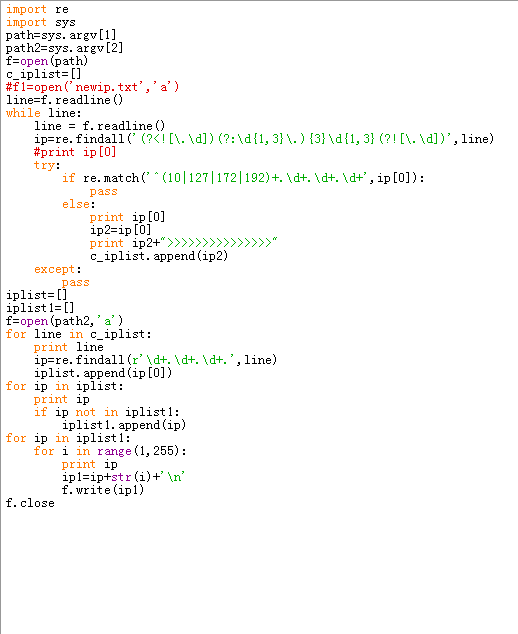 import re
import sys
path=sys.argv[1]
path2=sys.argv[2]
f=open(path)
c_iplist=[]
#f1=open('newip.txt','a')
line=f.readline()
while line:
    line = f.readline()
    ip=re.findall('(?<![\.\d])(?:\d{1,3}\.){3}\d{1,3}(?![\.\d])',line)
    #print ip[0]
    try:
        if re.match('^(10|127|172|192)+.\d+.\d+.\d+',ip[0]):
            pass
        else:
            print ip[0]
            ip2=ip[0]
            print ip2+">>>>>>>>>>>>>>>"
            c_iplist.append(ip2)
    except:
        pass
iplist=[]
iplist1=[]
f=open(path2,'a')
for line in c_iplist:
    print line
    ip=re.findall(r'\d+.\d+.\d+.',line)
    iplist.append(ip[0])
for ip in iplist:
    print ip
    if ip not in iplist1:
        iplist1.append(ip)
for ip in iplist1:
    for i in range(1,255):
        print ip
        ip1=ip+str(i)+'\n'
        f.write(ip1)
f.close